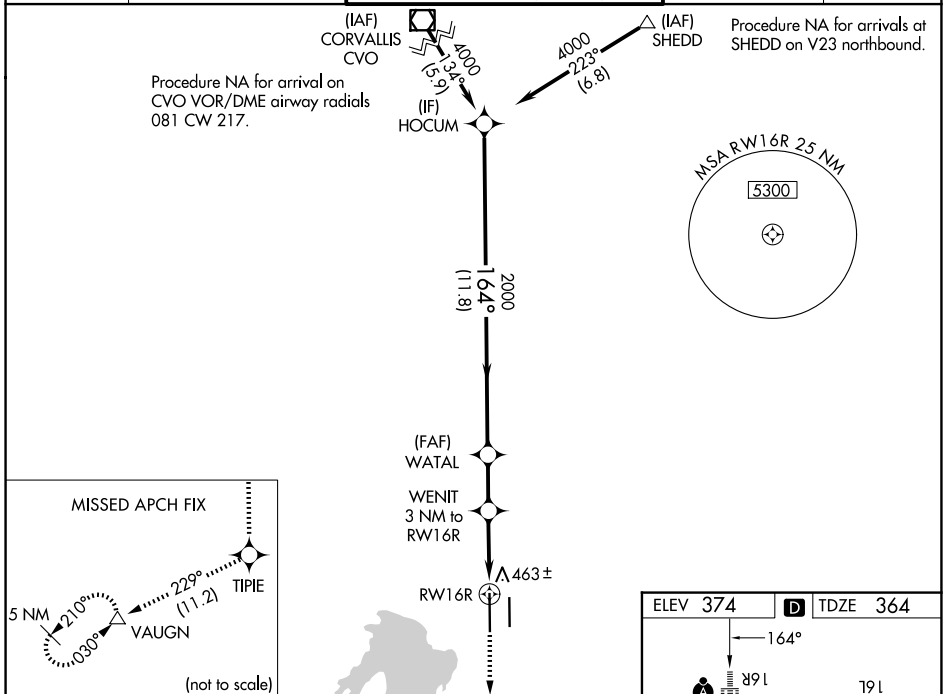 (IAF)
CORVALLIS
CVO
4000
134°
(5.9)
(IAF)
SHEDD
4000
223°
(6.8)
Procedure NA for arrivals at
SHEDD on V23 northbound.
Procedure NA for arrival on
CVO VOR/DME airway radials
081 CW 217.
(IF)
HOCUM
MSA RW16R 25 NM
5300
2000
164°
(11.8)
(FAF)
WATAL
WENIT
3 NM to
RW16R
463±
RW16R
MISSED APCH FIX
TIPIE
229°
(11.2)
5 NM
210°
030°
VAUGN
(not to scale)
ELEV 374 D TDZE 364
164°
A
16R
16L